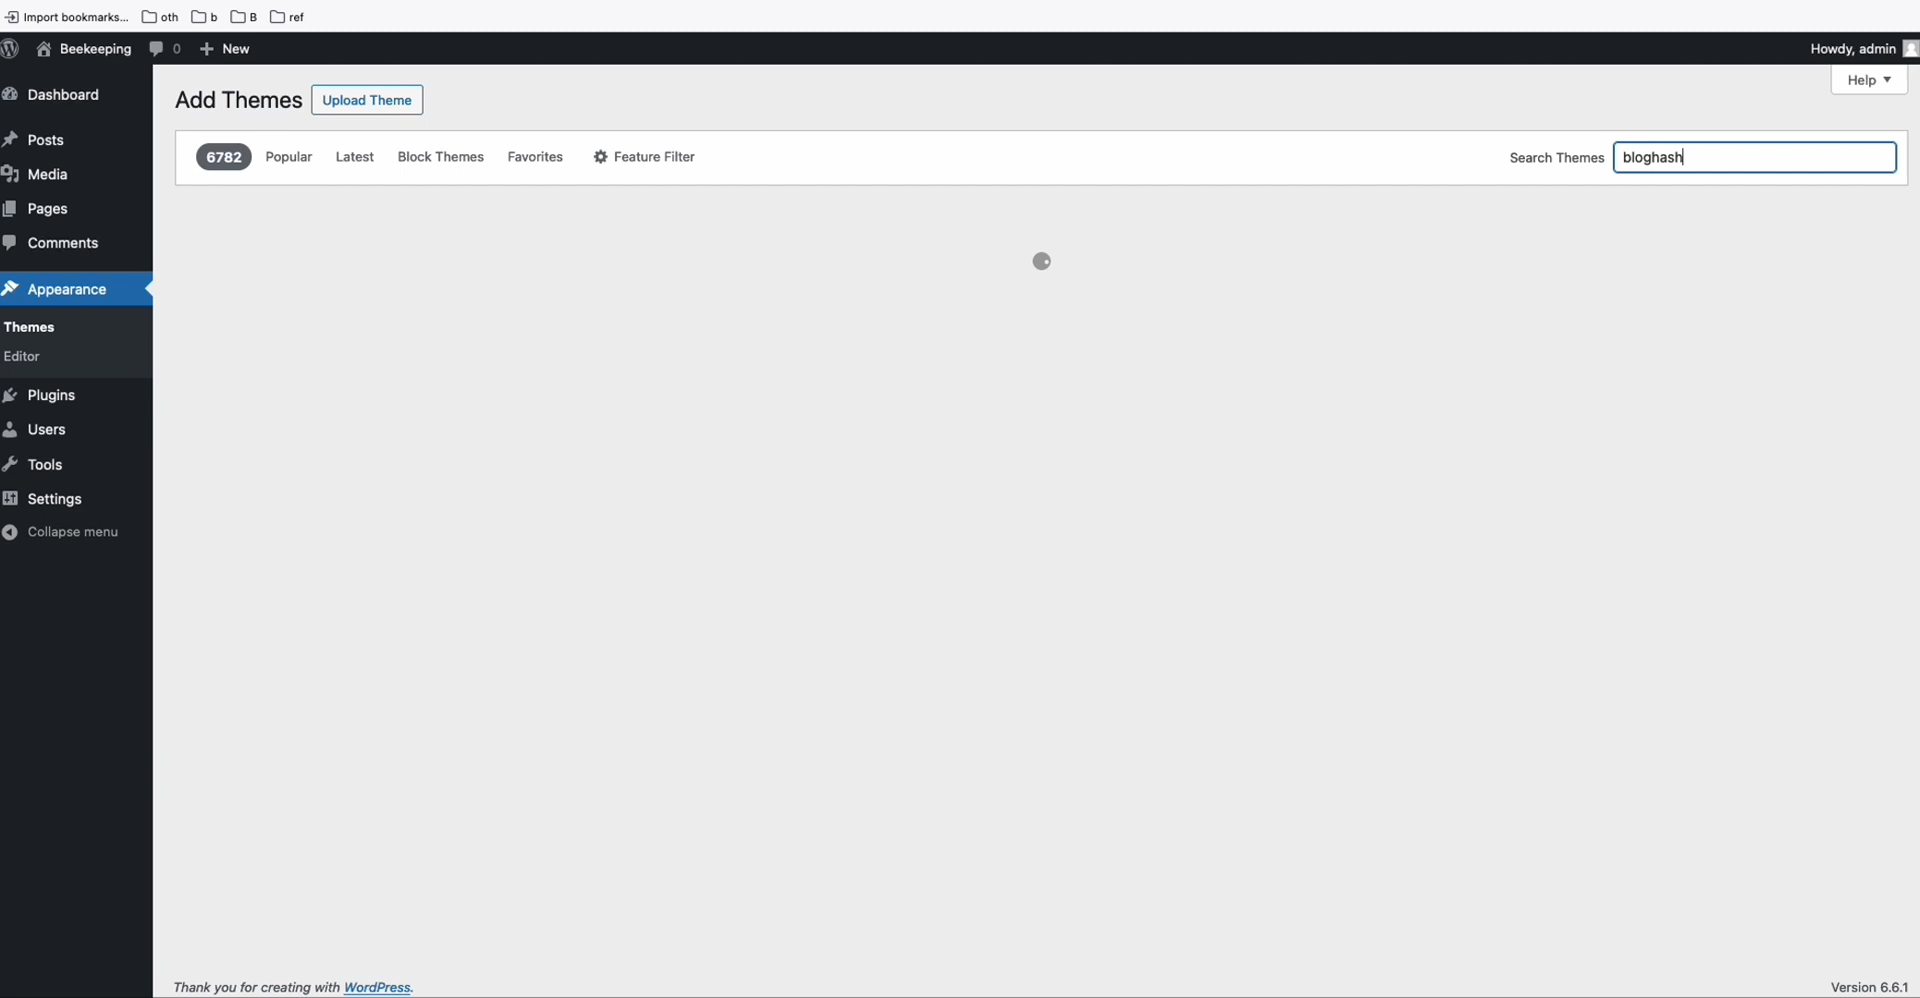 Import bookmarks... oth b B ref
Beekeeping 0 New Howdy, admin
Help
Dashboard
Posts
Media
Pages
Comments
Appearance
Themes
Editor
Plugins
Users
Tools
Settings
Collapse menu
Add Themes Upload Theme
6782 Popular Latest Block Themes Favorites Feature Filter Search Themes bloghash
Thank you for creating with WordPress. Version 6.6.1